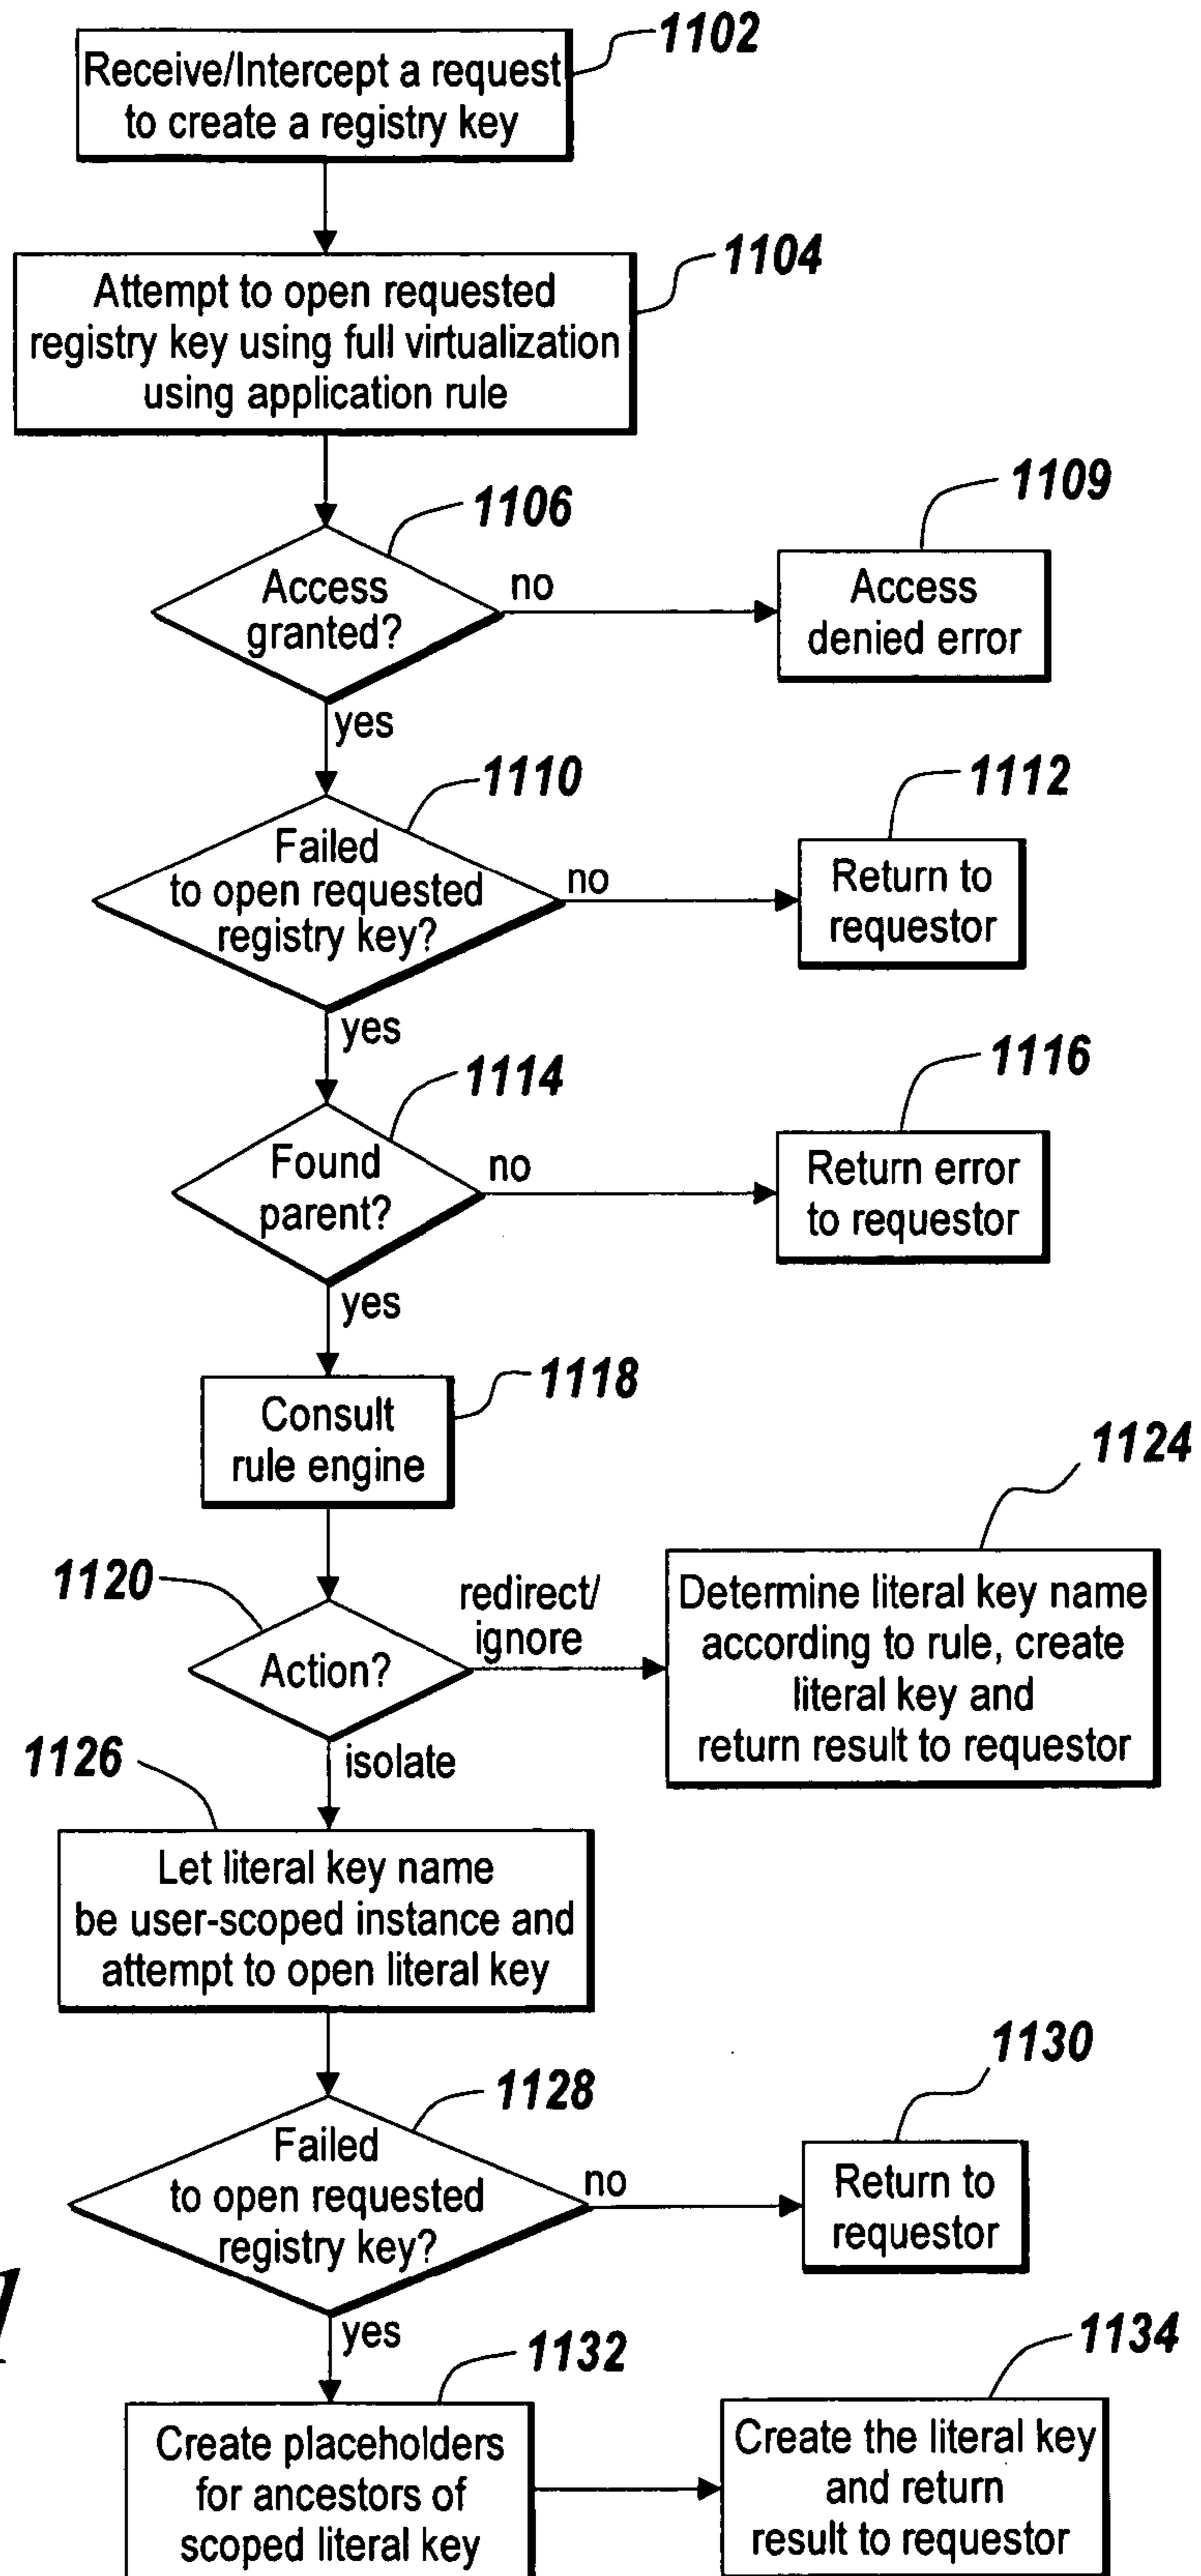 1102
Receive/Intercept a request
to create a registry key
1104
Attempt to open requested
registry key using full virtualization
using application rule
1106
Access
granted?
no
1109
Access
denied error
yes
1110
Failed
to open requested
registry key?
no
1112
Return to
requestor
yes
1114
Found
parent?
no
1116
Return error
to requestor
yes
1118
Consult
rule engine
1120
Action?
redirect/
ignore
1124
Determine literal key name
according to rule, create
literal key and
return result to requestor
isolate
1126
Let literal key name
be user-scoped instance and
attempt to open literal key
1128
Failed
to open requested
registry key?
no
1130
Return to
requestor
yes
1132
Create placeholders
for ancestors of
scoped literal key
1134
Create the literal key
and return
result to requestor